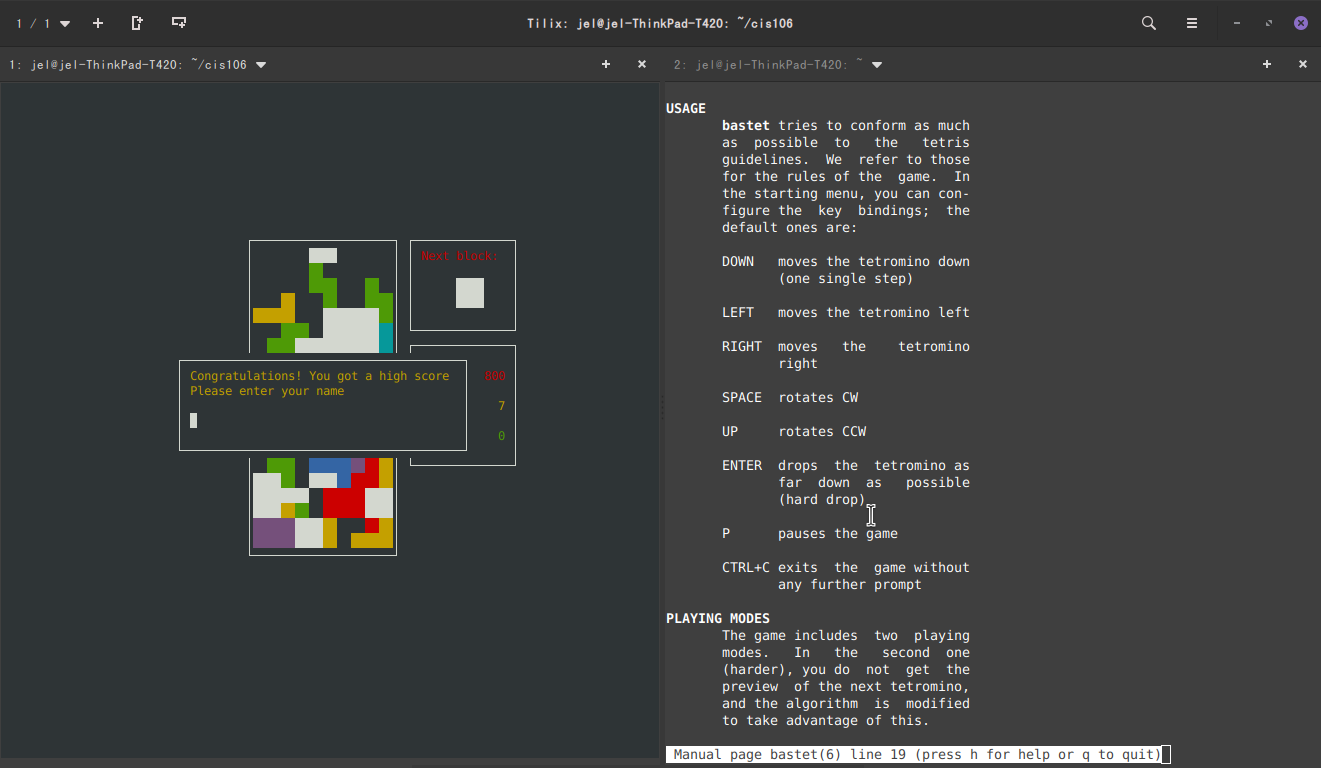 1 / 1
Tilix: jel@jel-ThinkPad-T420: ~/cis106
1: jel@jel-ThinkPad-T420: ~/cis106
Next block:
Congratulations! You got a high score
Please enter your name
800
7
0
2: jel@jel-ThinkPad-T420: ~
USAGE
bastet tries to conform as much
as possible to the tetris
guidelines. We refer to those
for the rules of the game. In
the starting menu, you can con-
figure the key bindings; the
default ones are:
DOWN moves the tetromino down
(one single step)
LEFT moves the tetromino left
RIGHT moves the tetromino
right
SPACE rotates CW
UP rotates CCW
ENTER drops the tetromino as
far down as possible
(hard drop)
P pauses the game
CTRL+C exits the game without
any further prompt
PLAYING MODES
The game includes two playing
modes. In the second one
(harder), you do not get the
preview of the next tetromino,
and the algorithm is modified
to take advantage of this.
Manual page bastet(6) line 19 (press h for help or q to quit)